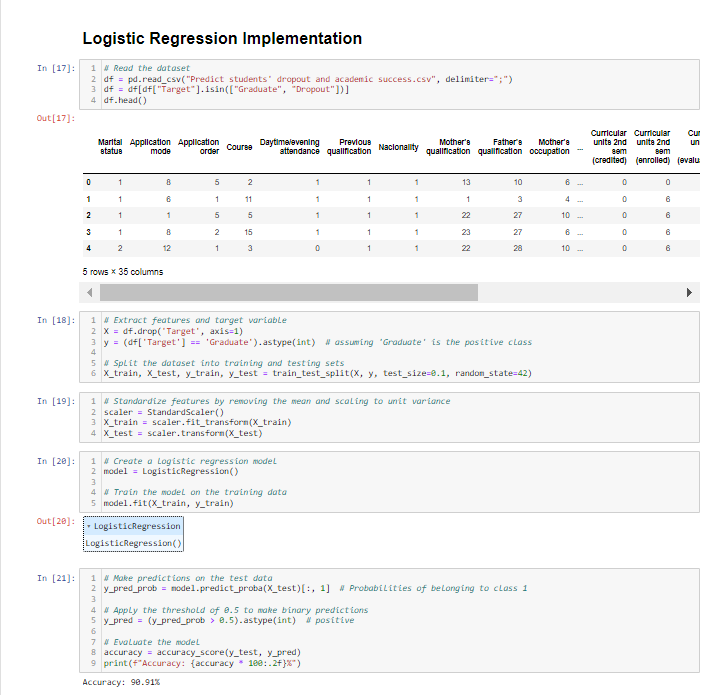 Logistic Regression Implementation
In [17]:
1 # Read the dataset
2 df = pd.read_csv("Predict students' dropout and academic success.csv", delimiter=";")
3 df = df[df["Target"].isin(["Graduate", "Dropout"])]
4 df.head()
Out[17]:
Marital status Application mode Application order Course Daytime/evening attendance Previous qualification Nacionality Mother's qualification Father's qualification Mother's occupation ... Curricular units 2nd sem (credited) Curricular units 2nd sem (enrolled) Cur un (evalu
0 1 8 5 2 1 1 1 13 10 6 ... 0 0
1 1 6 1 11 1 1 1 1 3 4 ... 0 6
2 1 1 5 5 1 1 1 22 27 10 ... 0 6
3 1 8 2 15 1 1 1 23 27 6 ... 0 6
4 2 12 1 3 0 1 1 22 28 10 ... 0 6
5 rows × 35 columns
In [18]:
1 # Extract features and target variable
2 X = df.drop('Target', axis=1)
3 y = (df['Target'] == 'Graduate').astype(int) # assuming 'Graduate' is the positive class
4
5 # Split the dataset into training and testing sets
6 X_train, X_test, y_train, y_test = train_test_split(X, y, test_size=0.1, random_state=42)
In [19]:
1 # Standardize features by removing the mean and scaling to unit variance
2 scaler = StandardScaler()
3 X_train = scaler.fit_transform(X_train)
4 X_test = scaler.transform(X_test)
In [20]:
1 # Create a logistic regression model
2 model = LogisticRegression()
3
4 # Train the model on the training data
5 model.fit(X_train, y_train)
Out[20]:
▾ LogisticRegression
LogisticRegression()
In [21]:
1 # Make predictions on the test data
2 y_pred_prob = model.predict_proba(X_test)[:, 1] # Probabilities of belonging to class 1
3
4 # Apply the threshold of 0.5 to make binary predictions
5 y_pred = (y_pred_prob > 0.5).astype(int) # positive
6
7 # Evaluate the model
8 accuracy = accuracy_score(y_test, y_pred)
9 print(f"Accuracy: {accuracy * 100:.2f}%")
Accuracy: 90.91%